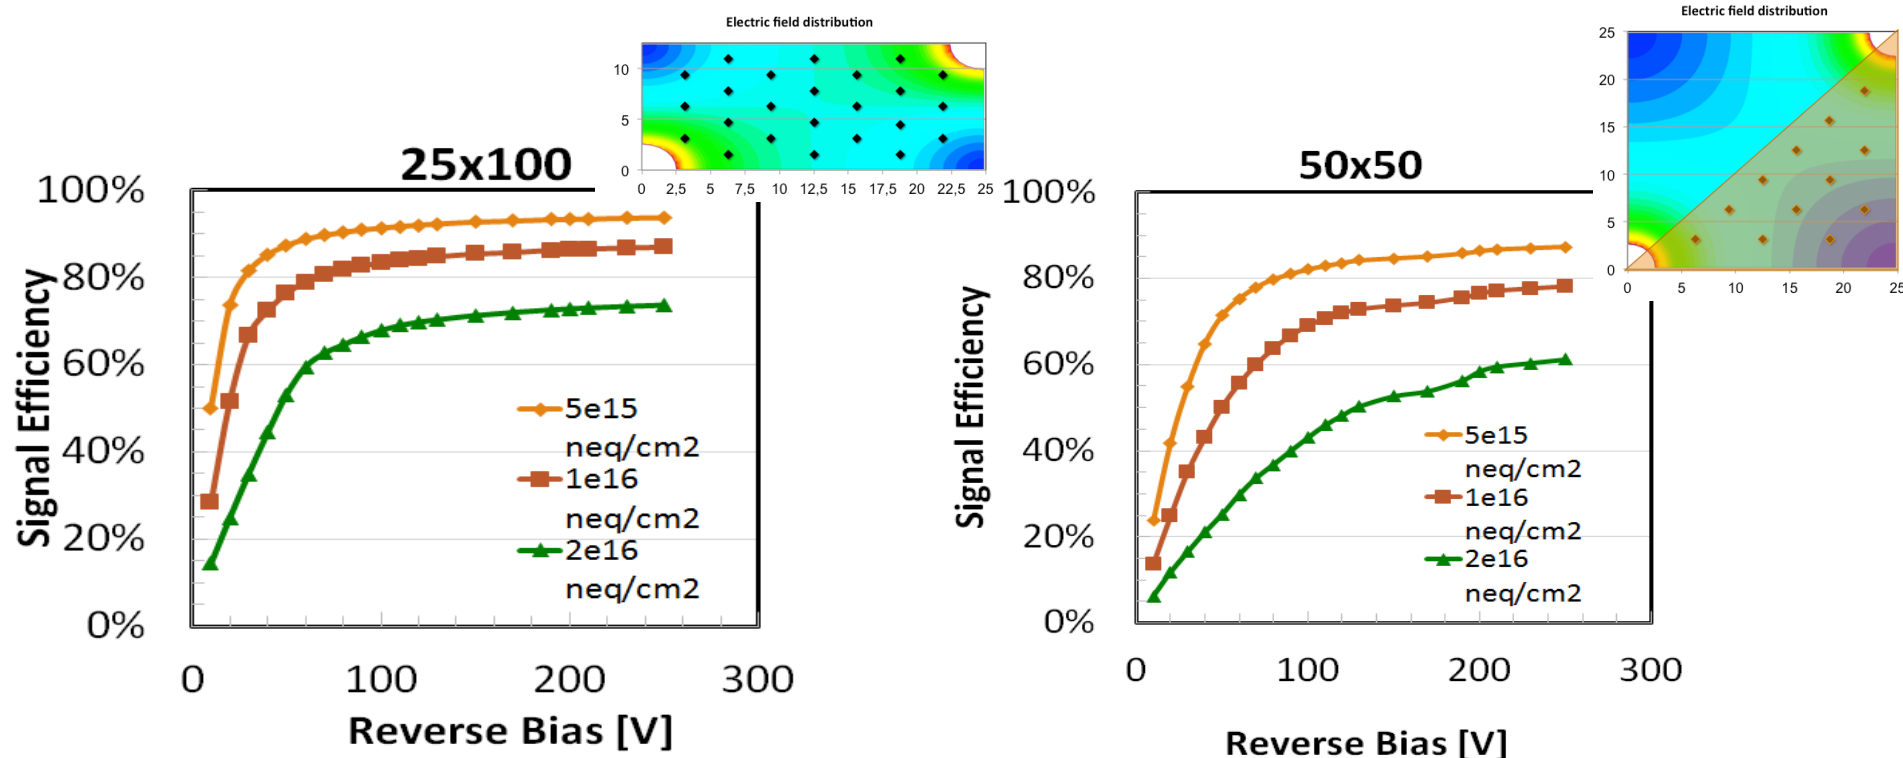 Electric field distribution
10
5
0
0 2,5 5 7,5 10 12,5 15 17,5 20 22,5 25
25x100
100%
80%
60%
40%
20%
0%
Signal Efficiency
5e15
neq/cm2
1e16
neq/cm2
2e16
neq/cm2
0 100 200 300
Reverse Bias [V]
Electric field distribution
25
20
15
10
5
0
0 5 10 15 20 25
50x50
100%
80%
60%
40%
20%
0%
Signal Efficiency
5e15
neq/cm2
1e16
neq/cm2
2e16
neq/cm2
0 100 200 300
Reverse Bias [V]